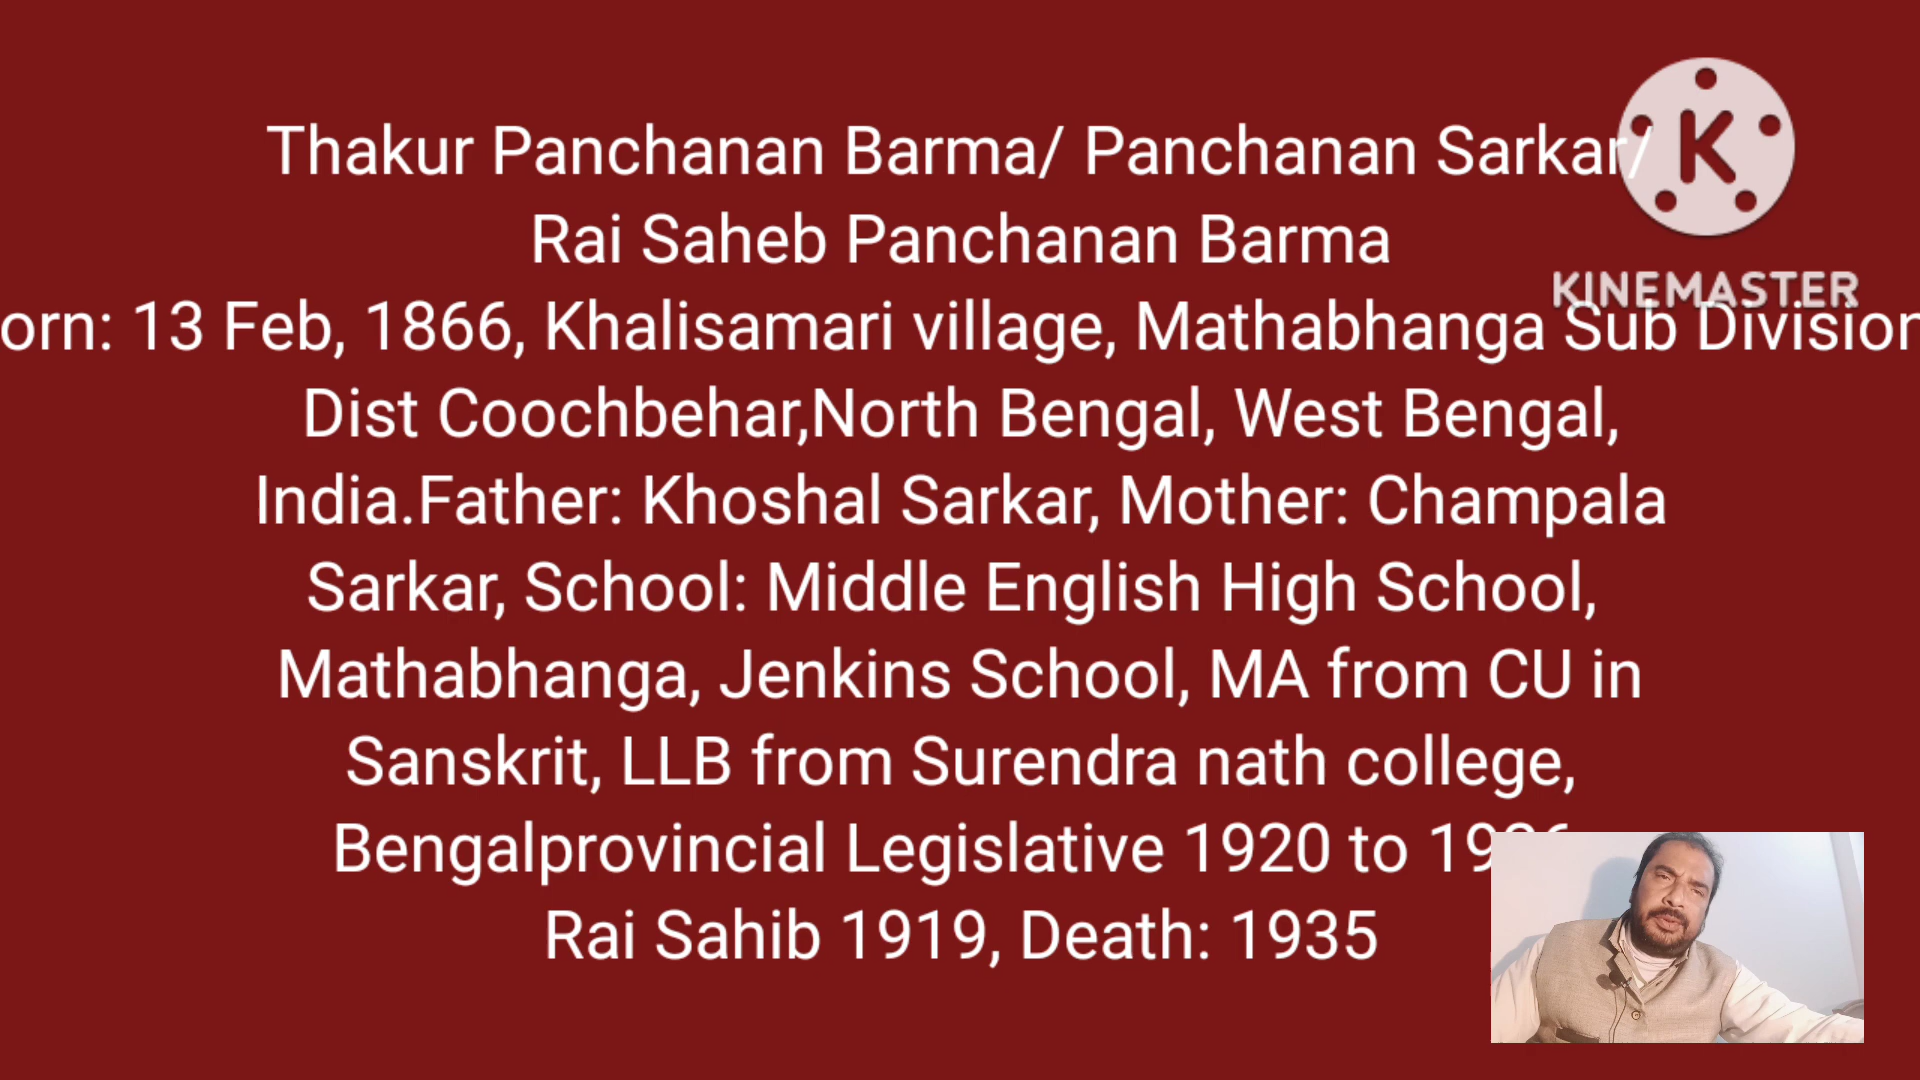 Thakur Panchanan Barma/ Panchanan Sarkar/
Rai Saheb Panchanan Barma
orn: 13 Feb, 1866, Khalisamari village, Mathabhanga Sub Division
Dist Coochbehar,North Bengal, West Bengal,
India.Father: Khoshal Sarkar, Mother: Champala
Sarkar, School: Middle English High School,
Mathabhanga, Jenkins School, MA from CU in
Sanskrit, LLB from Surendra nath college,
Bengalprovincial Legislative 1920 to
Rai Sahib 1919, Death: 1935
K
KINEMASTER